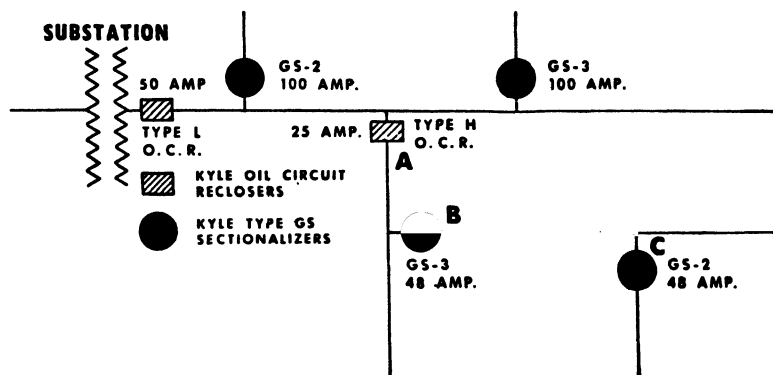 SUBSTATION
GS-2
100 AMP.
GS-3
100 AMP.
50 AMP
TYPE L
O.C.R.
25 AMP.
TYPE H
O.C.R.
A
KYLE OIL CIRCUIT
RECLOSERS
KYLE TYPE GS
SECTIONALIZERS
B
GS-3
48 AMP.
C
GS-2
48 AMP.